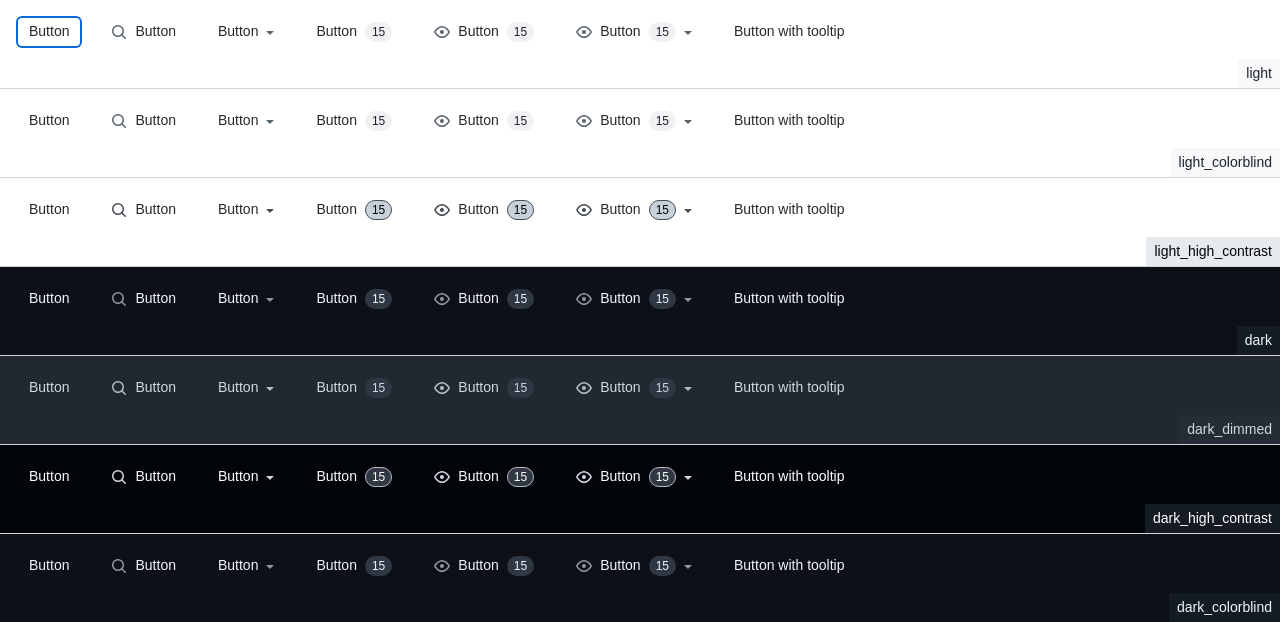 Button Button Button Button 15 Button 15 Button 15 Button with tooltip
light
Button Button Button Button 15 Button 15 Button 15 Button with tooltip
light_colorblind
Button Button Button Button 15 Button 15 Button 15 Button with tooltip
light_high_contrast
Button Button Button Button 15 Button 15 Button 15 Button with tooltip
dark
Button Button Button Button 15 Button 15 Button 15 Button with tooltip
dark_dimmed
Button Button Button Button 15 Button 15 Button 15 Button with tooltip
dark_high_contrast
Button Button Button Button 15 Button 15 Button 15 Button with tooltip
dark_colorblind